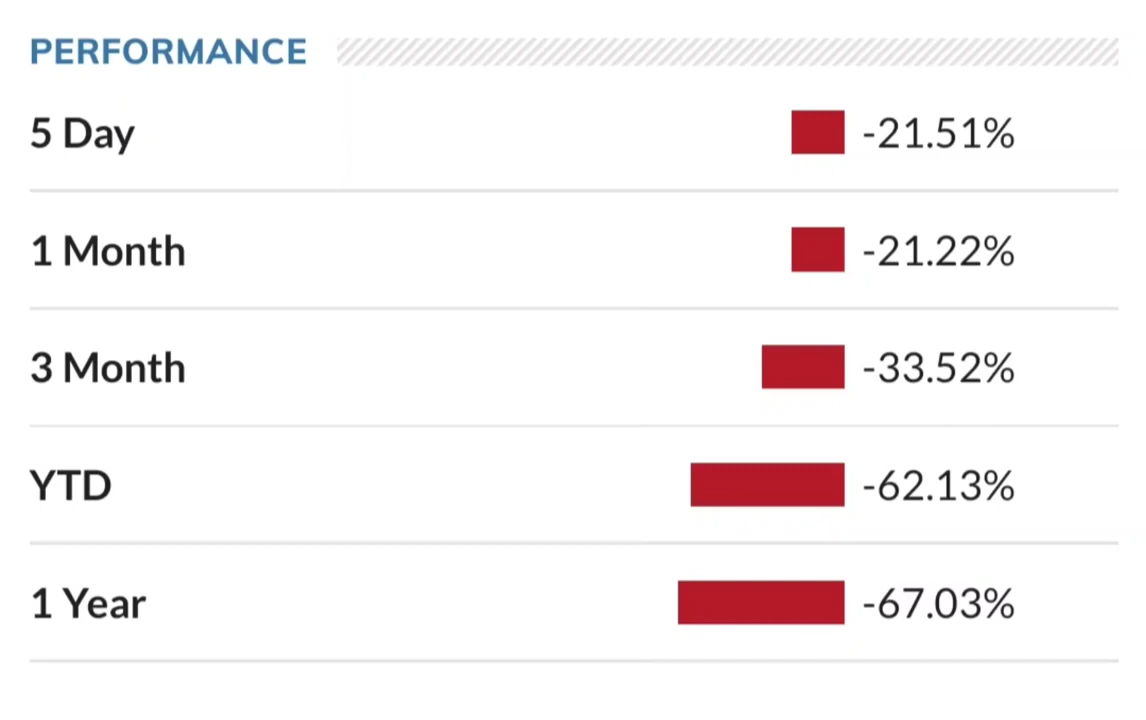 PERFORMANCE
5 Day -21.51%
1 Month -21.22%
3 Month -33.52%
YTD -62.13%
1 Year -67.03%